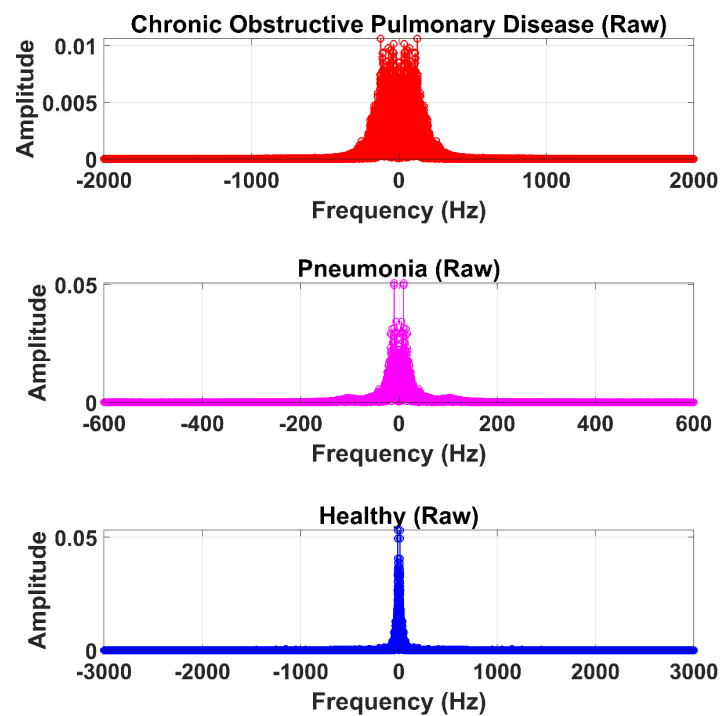 Chronic Obstructive Pulmonary Disease (Raw)
0.01
0.005
0
Amplitude
-2000 -1000 0 1000 2000
Frequency (Hz)
Pneumonia (Raw)
0.05
0
Amplitude
-600 -400 -200 0 200 400 600
Frequency (Hz)
Healthy (Raw)
0.05
0
Amplitude
-3000 -2000 -1000 0 1000 2000 3000
Frequency (Hz)